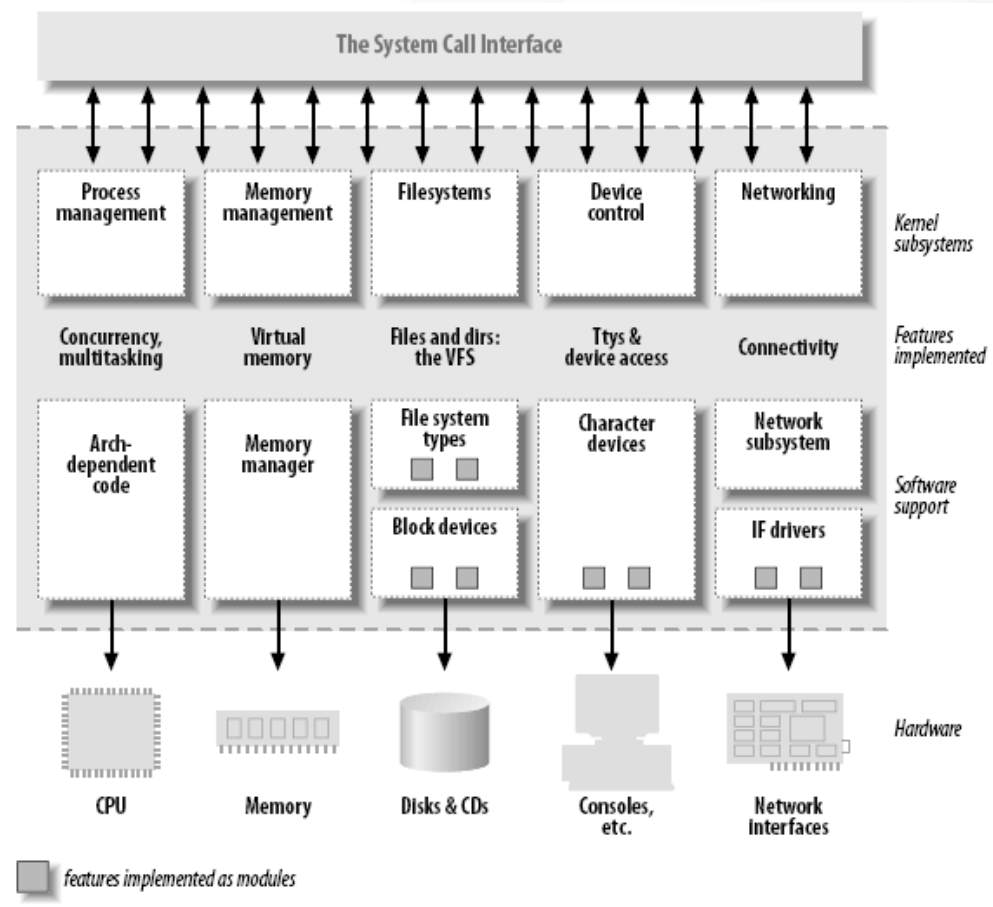 The System Call Interface
Process
management
Memory
management
Filesystems
Device
control
Networking
Kernel
subsystems
Concurrency,
multitasking
Virtual
memory
Files and dirs:
the VFS
Ttys &
device access
Connectivity
Features
implemented
Arch-
dependent
code
Memory
manager
File system
types
Block devices
Character
devices
Network
subsystem
IF drivers
Software
support
Hardware
CPU
Memory
Disks & CDs
Consoles,
etc.
Network
interfaces
features implemented as modules